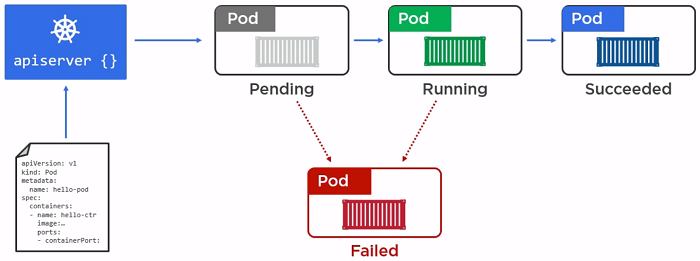 apiserver {}
Pod
Pending
Pod
Running
Pod
Succeeded
apiVersion: v1
kind: Pod
metadata:
  name: hello-pod
spec:
  containers:
  - name: hello-ctr
    image:…
    ports:
    - containerPort:
Pod
Failed